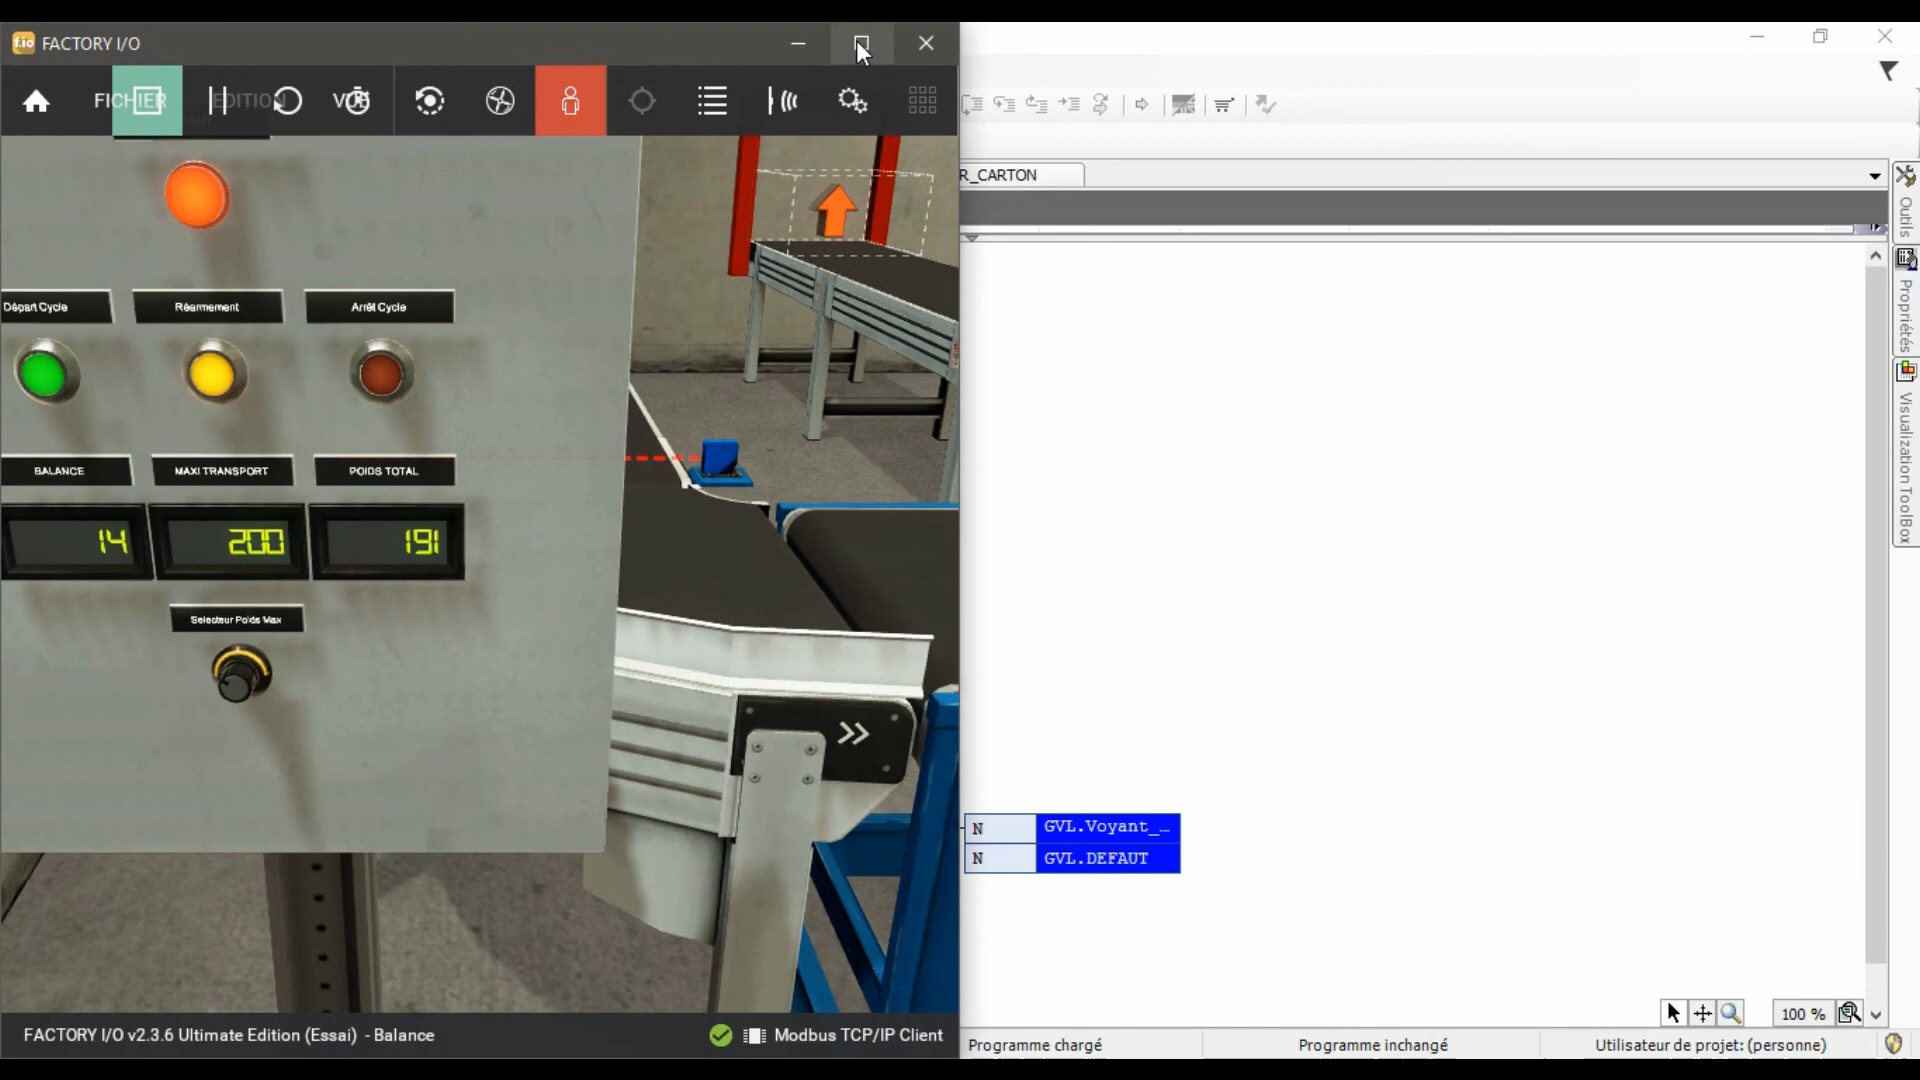 FACTORY I/O
FICHIER EDITION VUE
Départ Cycle
Réarmement
Arrêt Cycle
BALANCE
MAXI TRANSPORT
POIDS TOTAL
14
200
191
Selecteur Poids Max
FACTORY I/O v2.3.6 Ultimate Edition (Essai) - Balance
Modbus TCP/IP Client
R_CARTON
N GVL.Voyant_...
N GVL.DEFAUT
Outils
Propriétés
Visualization ToolBox
100 %
Programme chargé
Programme inchangé
Utilisateur de projet: (personne)